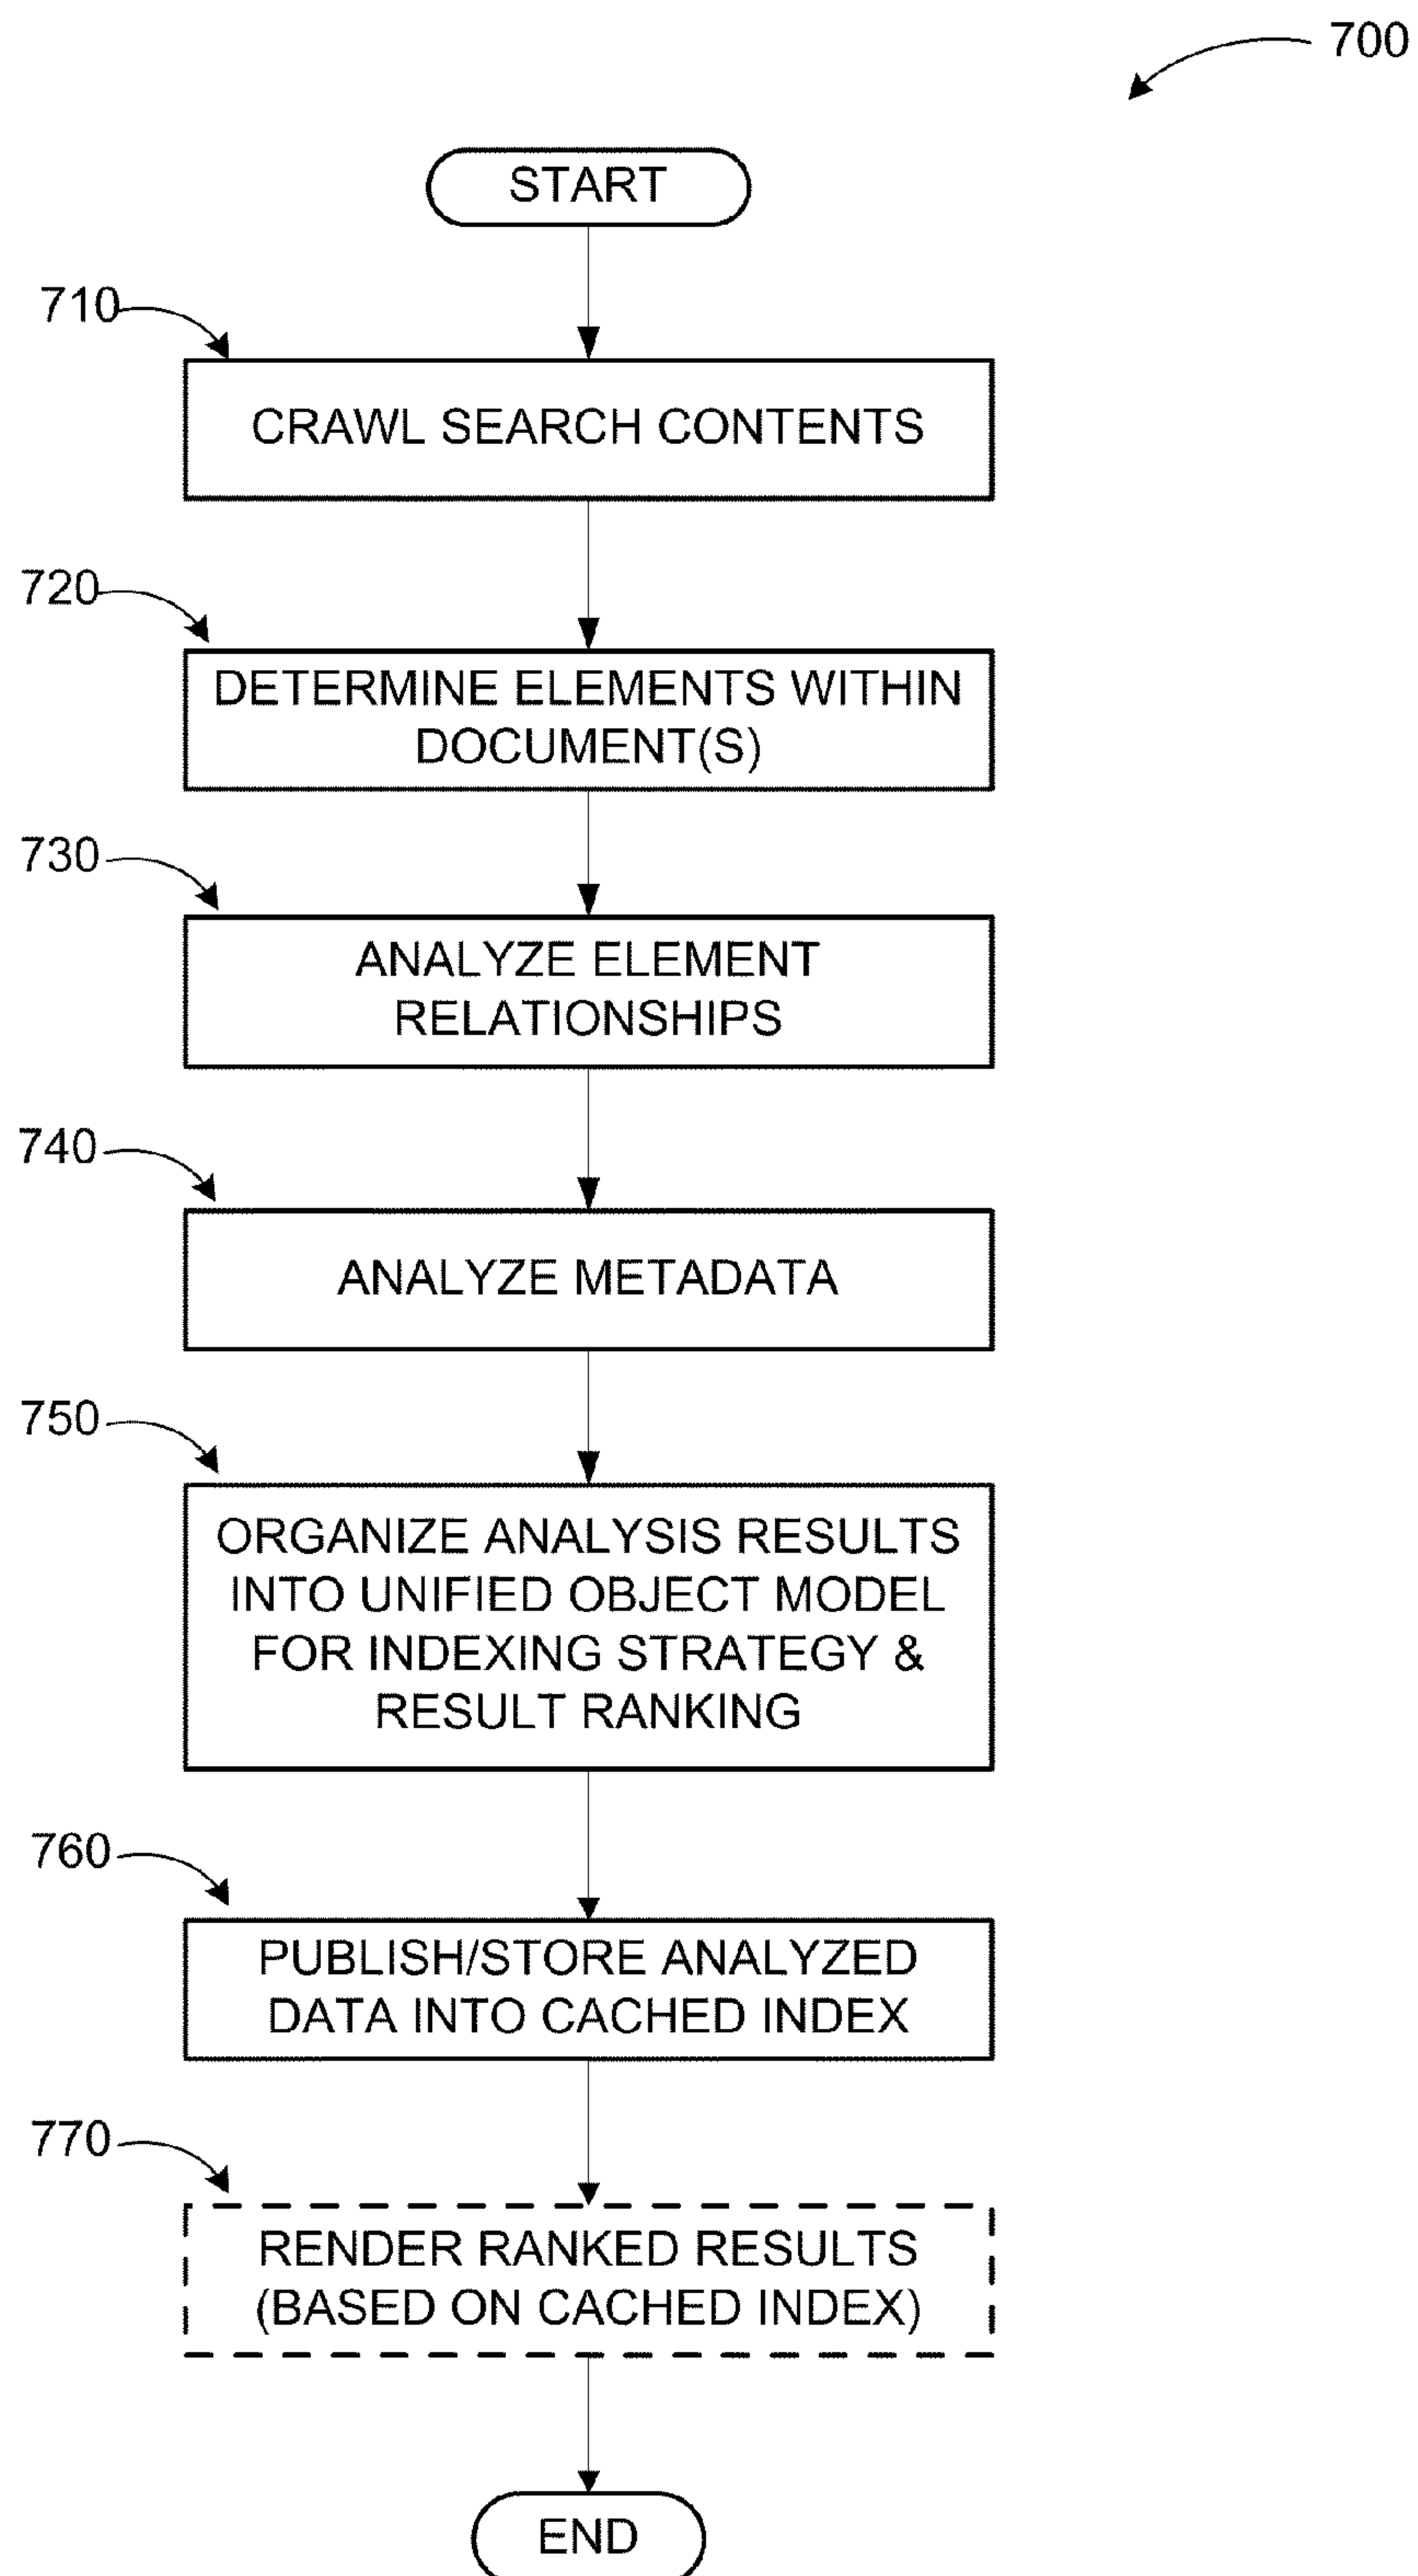 700
START
710
CRAWL SEARCH CONTENTS
720
DETERMINE ELEMENTS WITHIN
DOCUMENT(S)
730
ANALYZE ELEMENT
RELATIONSHIPS
740
ANALYZE METADATA
750
ORGANIZE ANALYSIS RESULTS
INTO UNIFIED OBJECT MODEL
FOR INDEXING STRATEGY &
RESULT RANKING
760
PUBLISH/STORE ANALYZED
DATA INTO CACHED INDEX
770
RENDER RANKED RESULTS
(BASED ON CACHED INDEX)
END